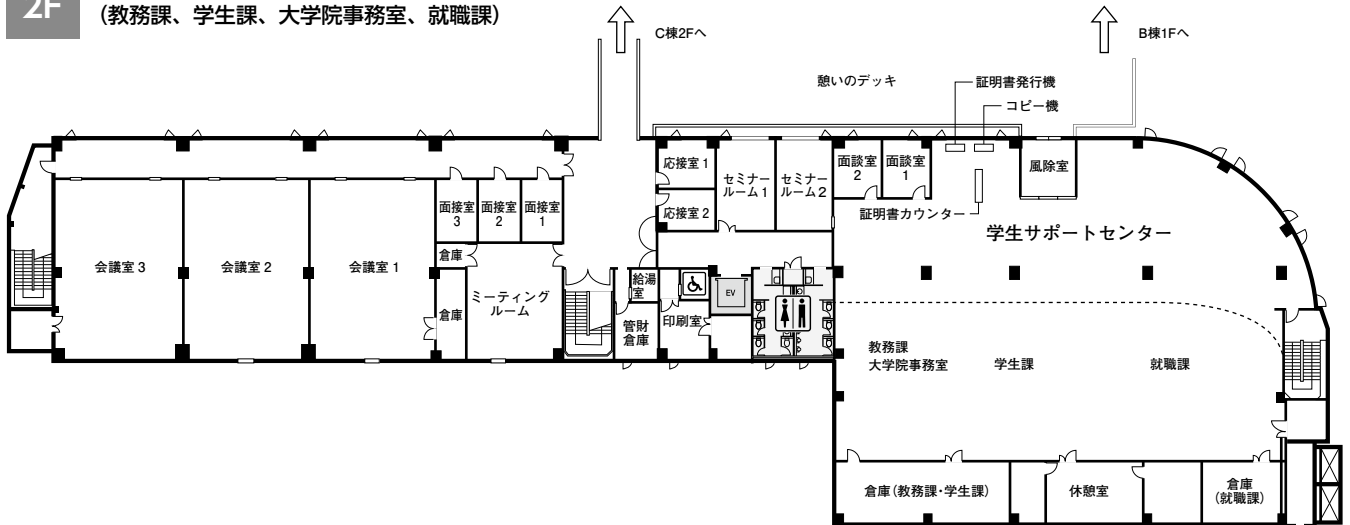 2F
(教務課、学生課、大学院事務室、就職課)
C棟2Fへ
B棟1Fへ
憩いのデッキ
証明書発行機
コピー機
応接室 1
セミナー
ルーム 1
セミナー
ルーム 2
面談室
2
面談室
1
風除室
応接室 2
証明書カウンター
学生サポートセンター
面接室
3
面接室
2
面接室
1
倉庫
会議室 3
会議室 2
会議室 1
倉庫
ミーティング
ルーム
給湯
室
管財
倉庫
印刷室
EV
教務課
大学院事務室
学生課
就職課
倉庫(教務課・学生課)
休憩室
倉庫
(就職課)